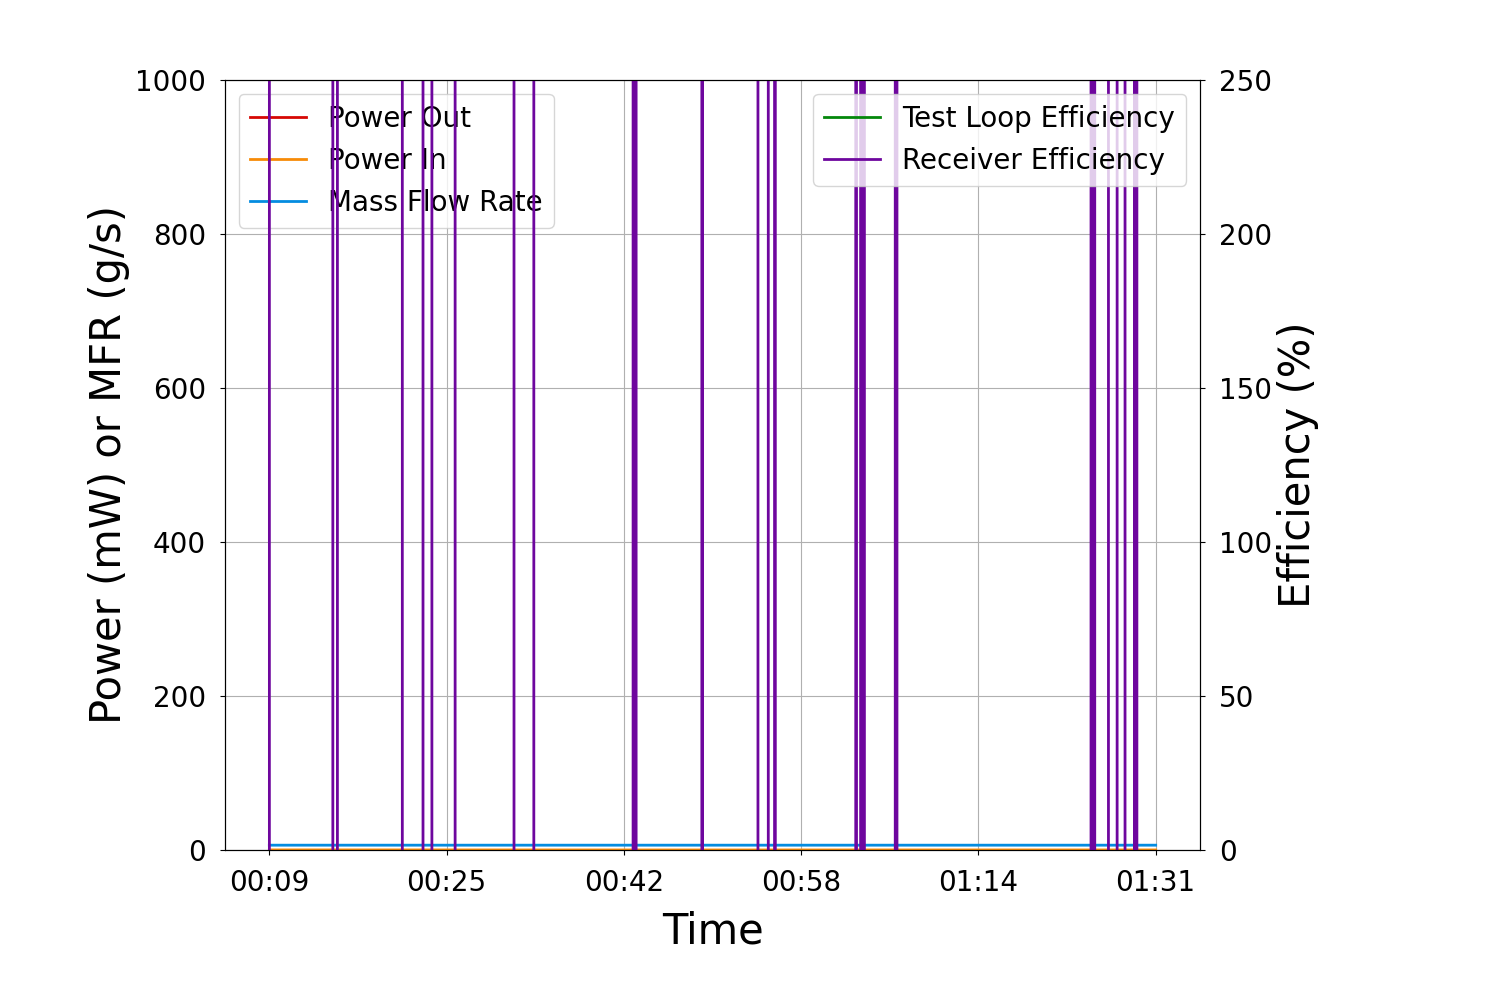 1000
800
600
400
200
0
Power (mW) or MFR (g/s)
Power Out
Power In
Mass Flow Rate
Test Loop Efficiency
Receiver Efficiency
250
200
150
100
50
0
Efficiency (%)
00:09 00:25 00:42 00:58 01:14 01:31
Time